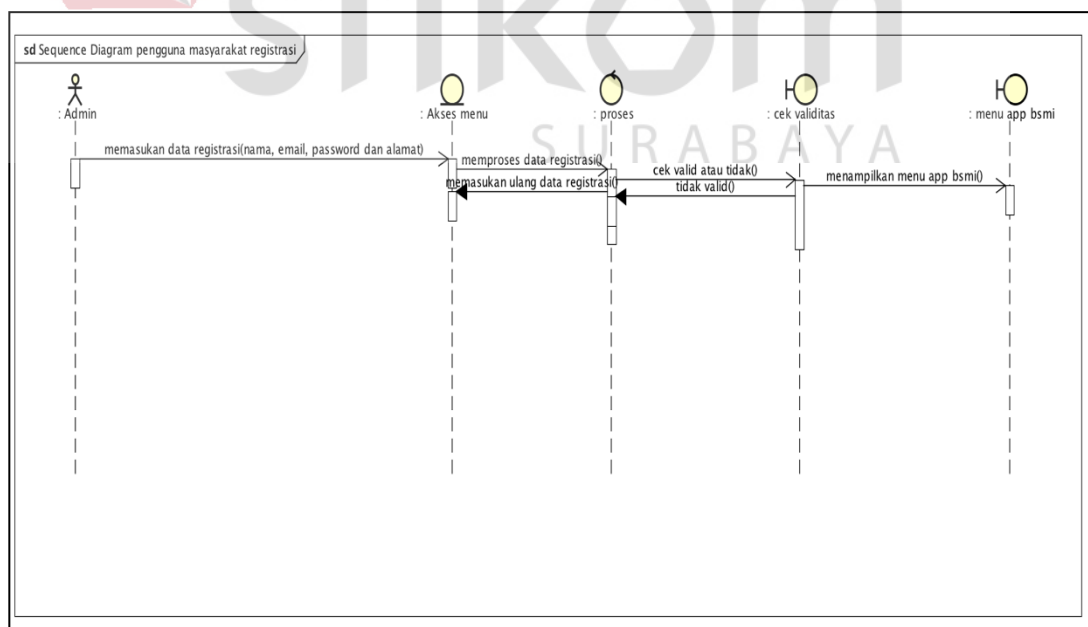 stikom
SURABAYA
sd Sequence Diagram pengguna masyarakat registrasi
: Admin
: Akses menu
: proses
: cek validitas
: menu app bsmi
memasukan data registrasi(nama, email, password dan alamat)
memproses data registrasi()
cek valid atau tidak()
menampilkan menu app bsmi()
memasukan ulang data registrasi()
tidak valid()